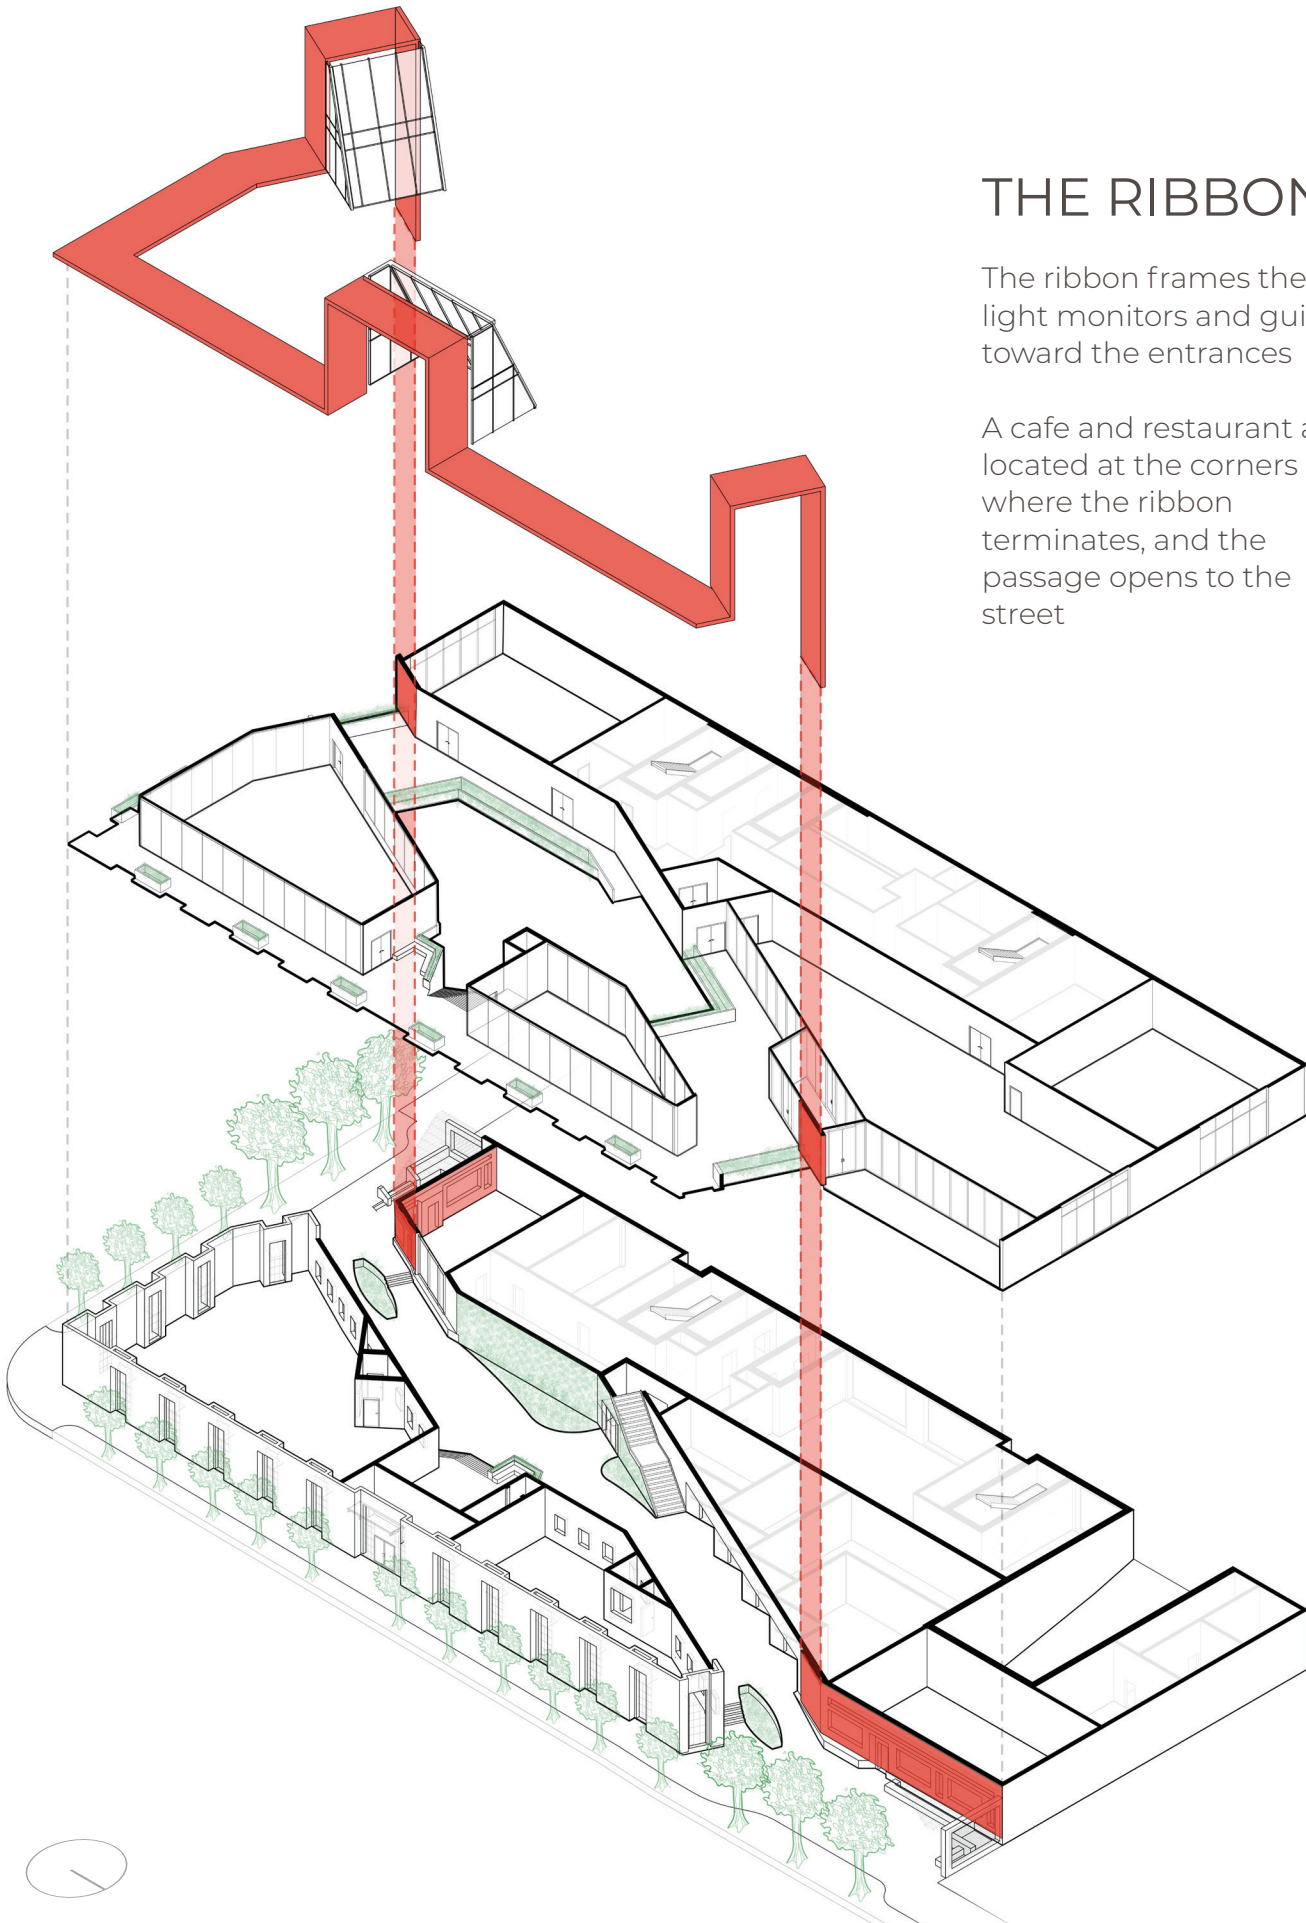 THE RIBBON
The ribbon frames the
light monitors and gui
toward the entrances
A cafe and restaurant a
located at the corners
where the ribbon
terminates, and the
passage opens to the
street